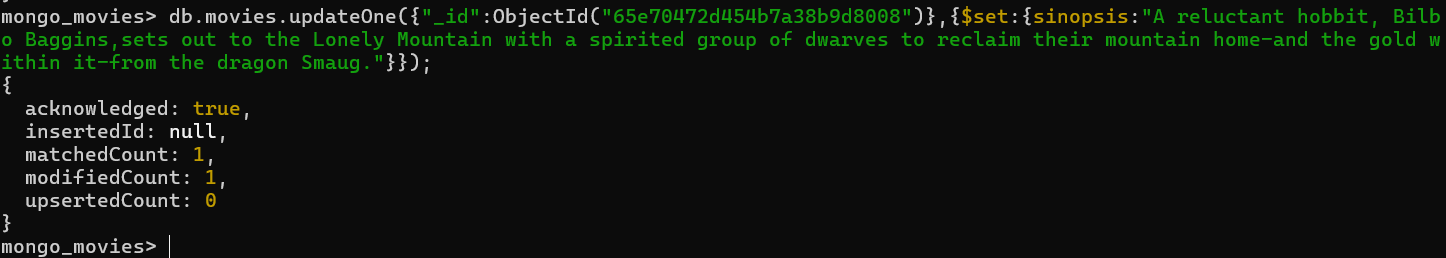 mongo_movies> db.movies.updateOne({"_id":ObjectId("65e70472d454b7a38b9d8008")},{$set:{sinopsis:"A reluctant hobbit, Bilb
o Baggins,sets out to the Lonely Mountain with a spirited group of dwarves to reclaim their mountain home-and the gold w
ithin it-from the dragon Smaug."}});
{
  acknowledged: true,
  insertedId: null,
  matchedCount: 1,
  modifiedCount: 1,
  upsertedCount: 0
}
mongo_movies>